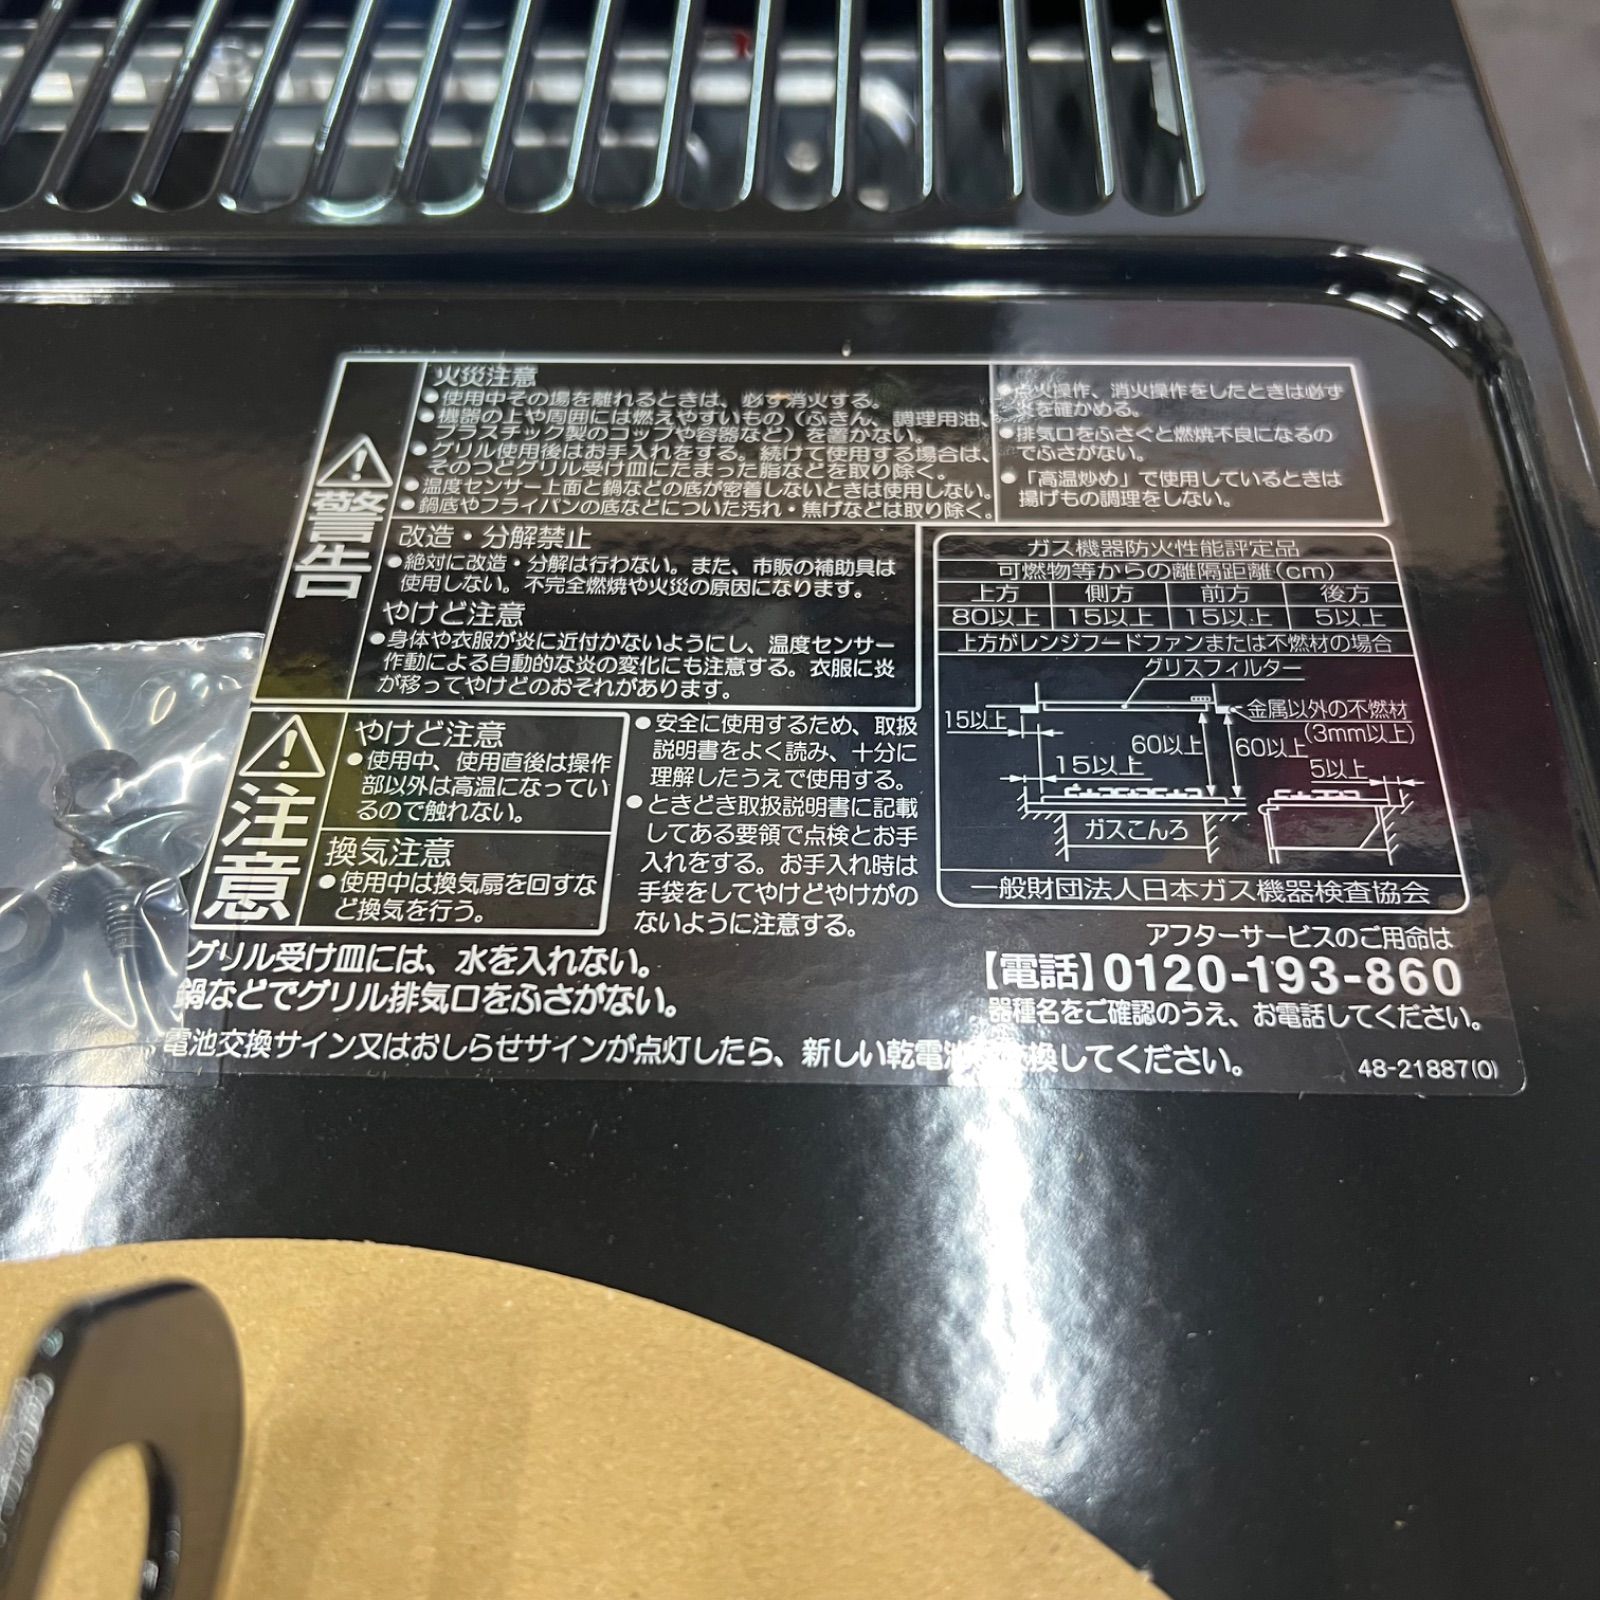 警告
火災注意
●使用中その場を離れるときは、必ず消火する。
●機器の上や周囲には燃えやすいもの（ふきん、調理用油、
プラスチック製のコップや容器など）を置かない。
●グリル使用後はお手入れをする。続けて使用する場合は、
そのつどグリル受け皿にたまった脂などを取り除く。
●温度センサー上面と鍋などの底が密着しないときは使用しない。
●鍋底やフライパンの底などについた汚れ・焦げなどは取り除く。
●点火操作、消火操作をしたときは必ず
炎を確かめる。
●排気口をふさぐと燃焼不良になるの
でふさがない。
●「高温炒め」で使用しているときは
揚げもの調理をしない。
改造・分解禁止
●絶対に改造・分解は行わない。また、市販の補助具は
使用しない。不完全燃焼や火災の原因になります。
やけど注意
●身体や衣服が炎に近付かないようにし、温度センサー
作動による自動的な炎の変化にも注意する。衣服に炎
が移ってやけどのおそれがあります。
注意
やけど注意
●使用中、使用直後は操作
部以外は高温になってい
るので触れない。
換気注意
●使用中は換気扇を回すな
ど換気を行う。
●安全に使用するため、取扱
説明書をよく読み、十分に
理解したうえで使用する。
●ときどき取扱説明書に記載
してある要領で点検とお手
入れをする。お手入れ時は
手袋をしてやけどやけがの
ないように注意する。
ガス機器防火性能評定品
可燃物等からの離隔距離(cm)
上方 側方 前方 後方
80以上 15以上 15以上 5以上
上方がレンジフードファンまたは不燃材の場合
グリスフィルター
15以上
金属以外の不燃材
(3mm以上)
60以上
60以上
15以上
5以上
ガスこんろ
一般財団法人日本ガス機器検査協会
グリル受け皿には、水を入れない。
鍋などでグリル排気口をふさがない。
アフターサービスのご用命は
【電話】0120-193-860
器種名をご確認のうえ、お電話してください。
電池交換サイン又はおしらせサインが点灯したら、新しい乾電池に交換してください。
48-21887(0)